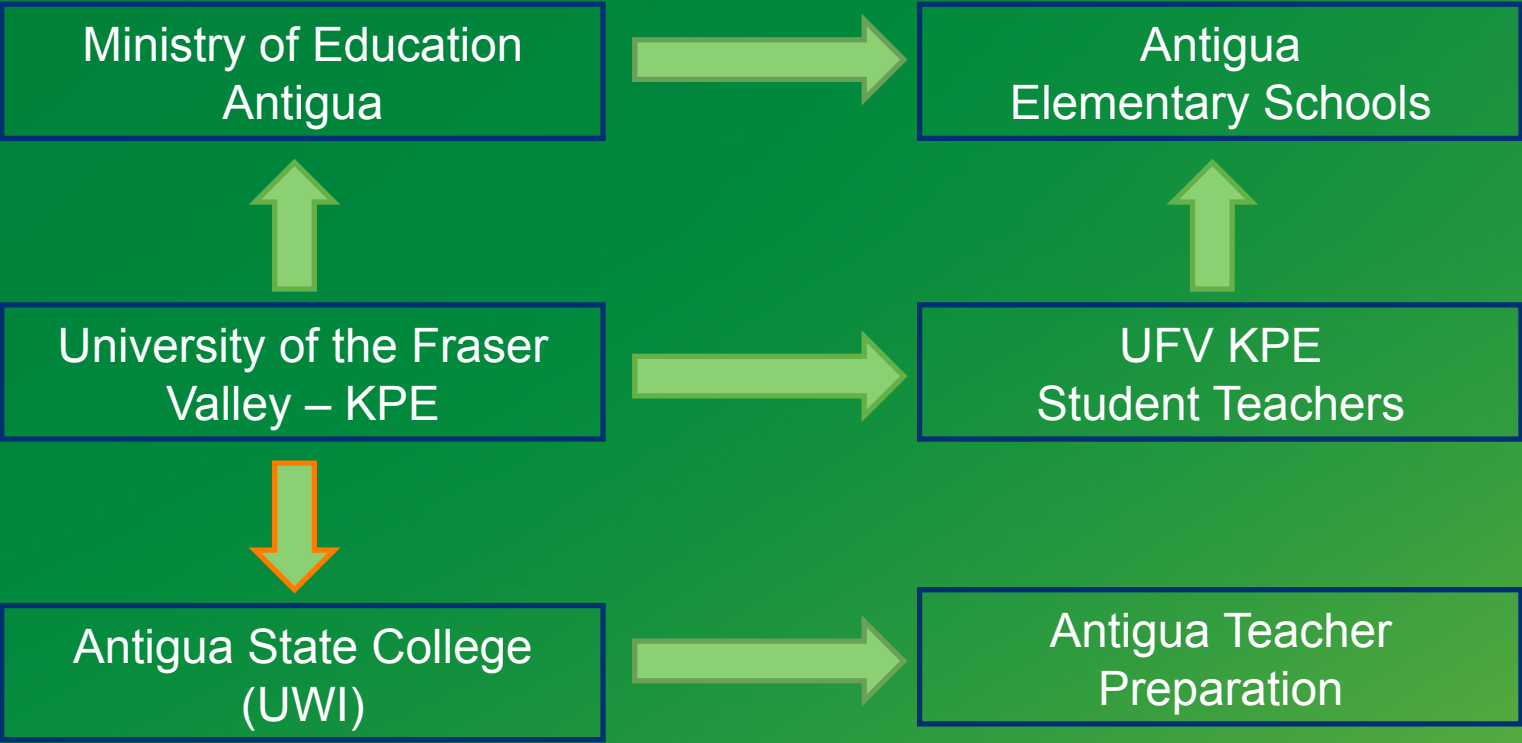 Ministry of Education
Antigua
Antigua
Elementary Schools
University of the Fraser
Valley – KPE
UFV KPE
Student Teachers
Antigua State College
(UWI)
Antigua Teacher
Preparation